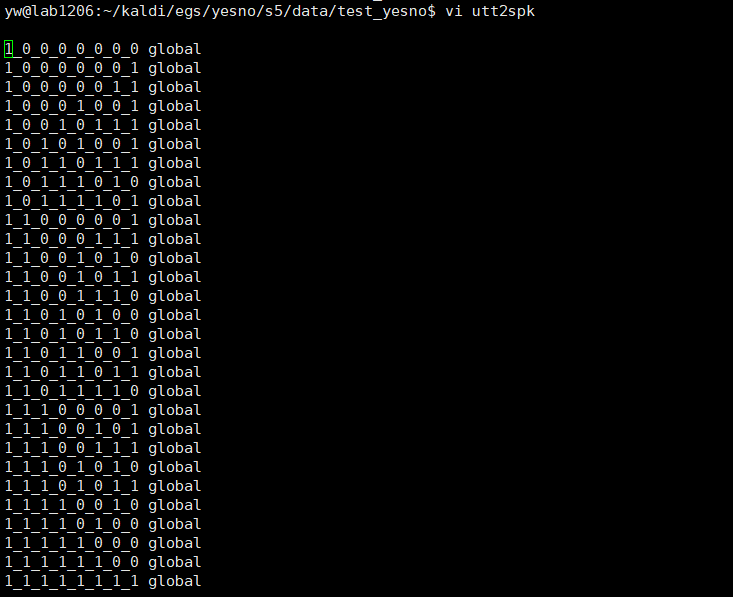 yw@lab1206:~/kaldi/egs/yesno/s5/data/test_yesno$ vi utt2spk
1_0_0_0_0_0_0_0 global
1_0_0_0_0_0_0_1 global
1_0_0_0_0_0_1_1 global
1_0_0_0_1_0_0_1 global
1_0_0_1_0_1_1_1 global
1_0_1_0_1_0_0_1 global
1_0_1_1_0_1_1_1 global
1_0_1_1_1_0_1_0 global
1_0_1_1_1_1_0_1 global
1_1_0_0_0_0_0_1 global
1_1_0_0_0_1_1_1 global
1_1_0_0_1_0_1_0 global
1_1_0_0_1_0_1_1 global
1_1_0_0_1_1_1_0 global
1_1_0_1_0_1_0_0 global
1_1_0_1_0_1_1_0 global
1_1_0_1_1_0_0_1 global
1_1_0_1_1_0_1_1 global
1_1_0_1_1_1_1_0 global
1_1_1_0_0_0_0_1 global
1_1_1_0_0_1_0_1 global
1_1_1_0_0_1_1_1 global
1_1_1_0_1_0_1_0 global
1_1_1_0_1_0_1_1 global
1_1_1_1_0_0_1_0 global
1_1_1_1_0_1_0_0 global
1_1_1_1_1_0_0_0 global
1_1_1_1_1_1_0_0 global
1_1_1_1_1_1_1_1 global